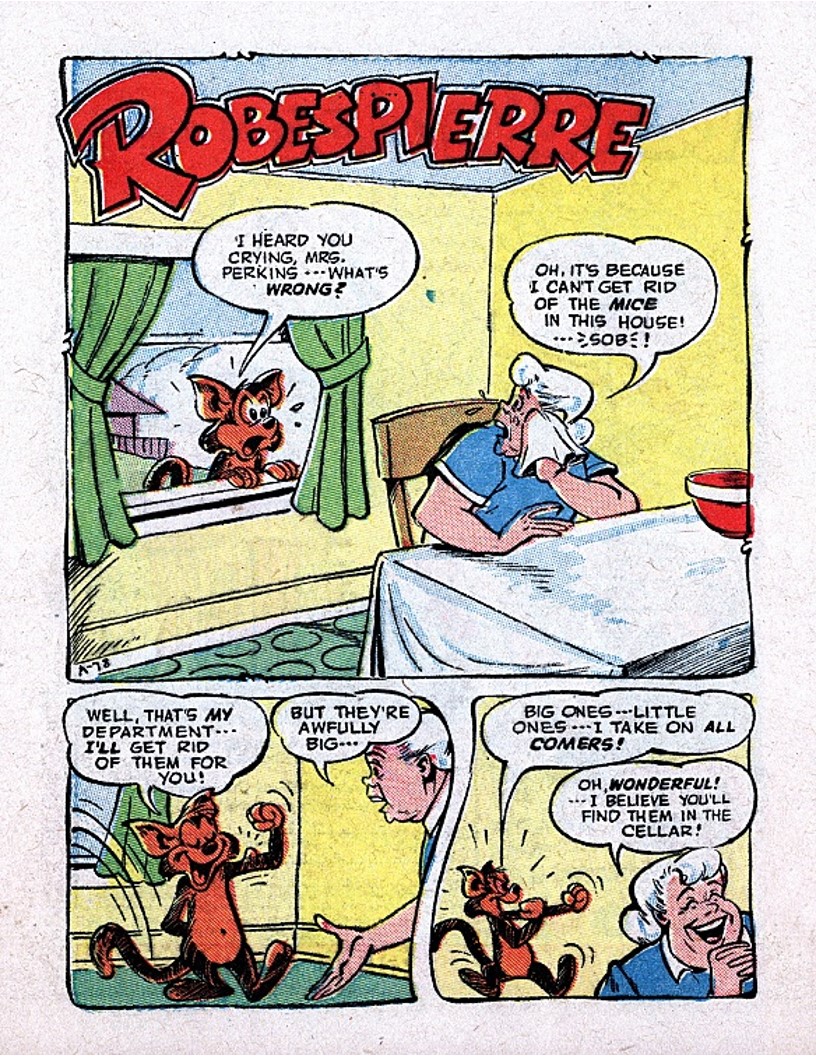 ROBESPIERRE
I HEARD YOU
CRYING, MRS.
PERKINS ---WHAT'S
WRONG?
OH, IT'S BECAUSE
I CAN'T GET RID
OF THE MICE
IN THIS HOUSE!
---SOB!
A-78
WELL, THAT'S MY
DEPARTMENT---
I'LL GET RID
OF THEM FOR
YOU!
BUT THEY'RE
AWFULLY
BIG---
BIG ONES---LITTLE
ONES---I TAKE ON ALL
COMERS!
OH, WONDERFUL!
---I BELIEVE YOU'LL
FIND THEM IN THE
CELLAR!